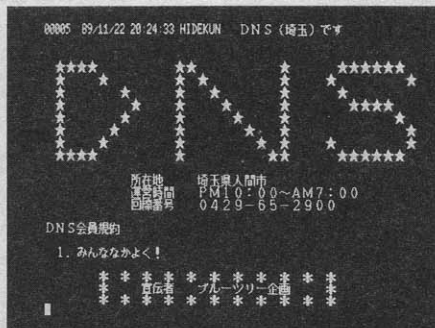 00005 89/11/22 20:24:33 HIDEKUN DNS（埼玉）です
DNS
所在地 埼玉県入間市
運営時間 PM10:00～AM7:00
回線番号 0429-65-2900
DNS会員規約
1. みんななかよく！
宣伝者 ブルーツリー企画